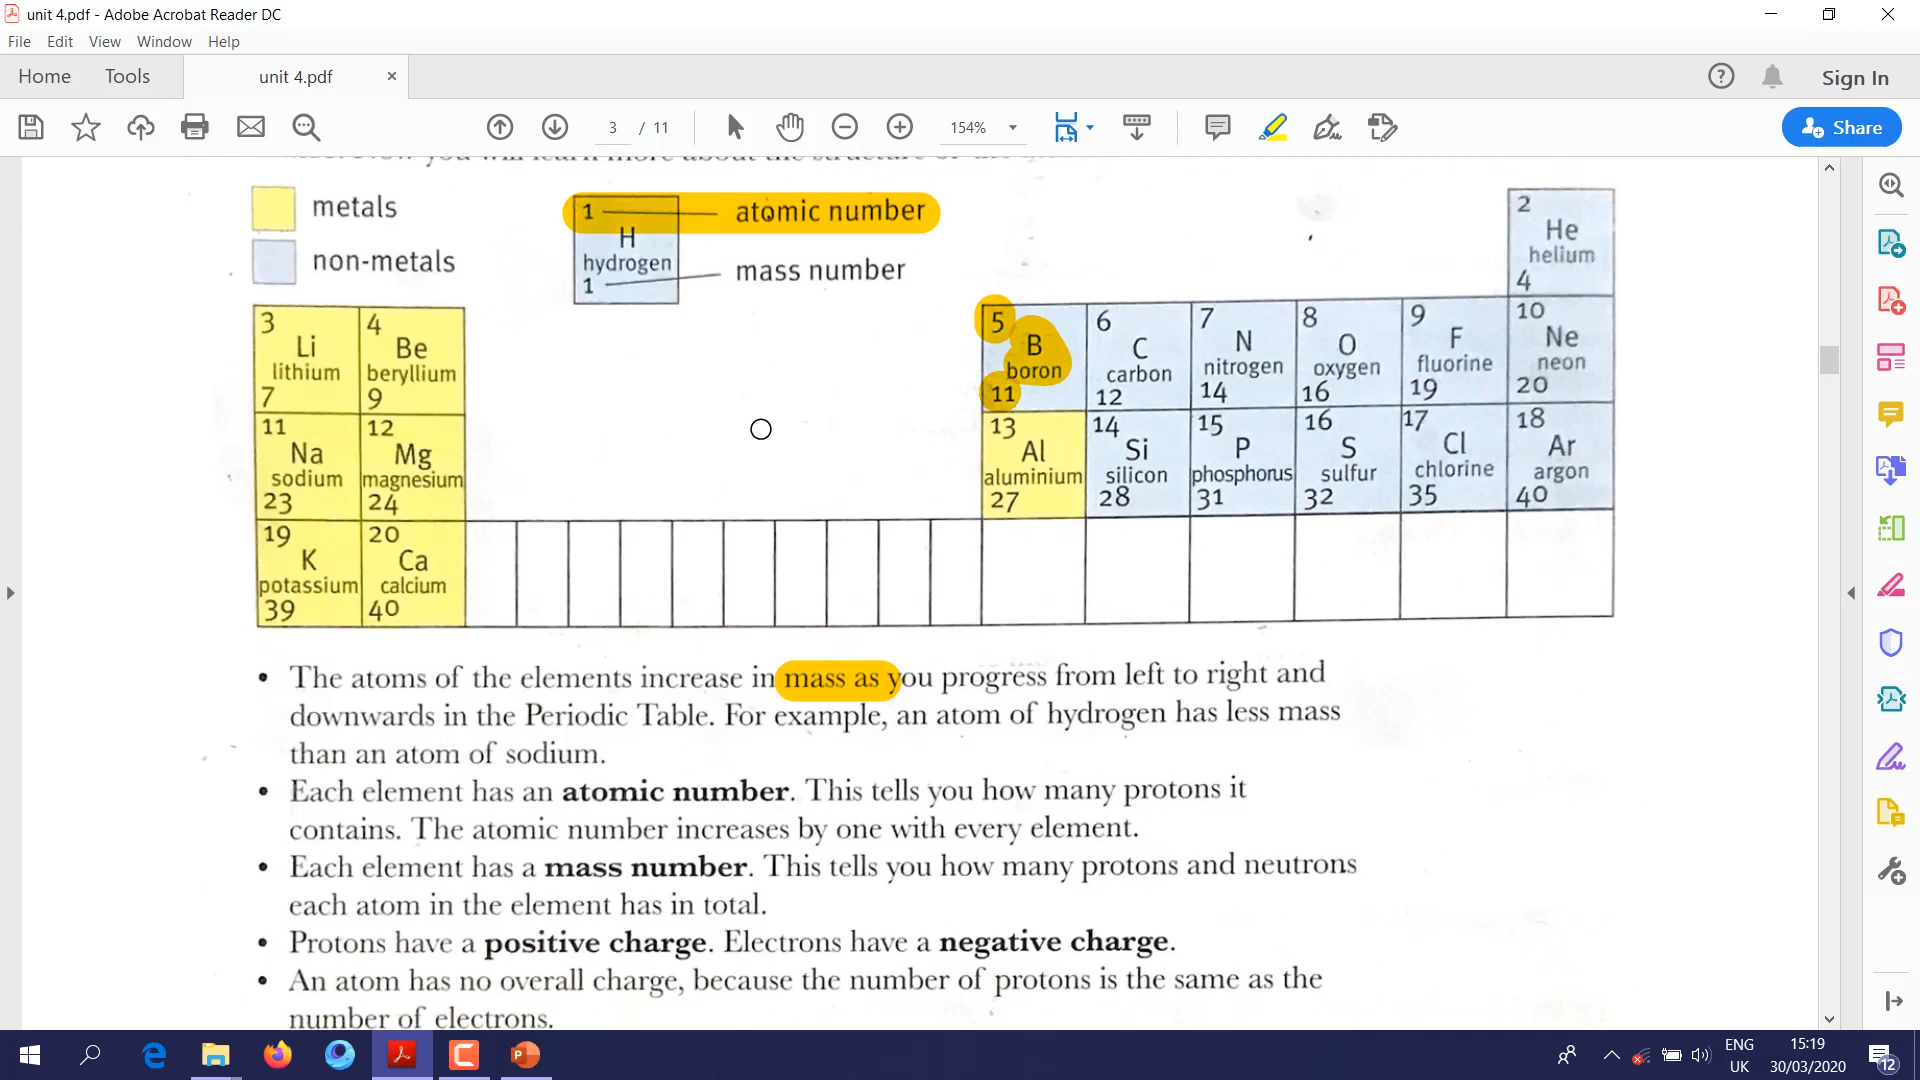 unit 4.pdf - Adobe Acrobat Reader DC
File Edit View Window Help
Home Tools unit 4.pdf × Sign In
3 / 11 154% Share
you will learn more about the structure of the
metals
non-metals
1 atomic number
H
hydrogen
1 mass number
2
He
helium
4
3
Li
lithium
7
4
Be
beryllium
9
5
B
boron
11
6
C
carbon
12
7
N
nitrogen
14
8
O
oxygen
16
9
F
fluorine
19
10
Ne
neon
20
11
Na
sodium
23
12
Mg
magnesium
24
13
Al
aluminium
27
14
Si
silicon
28
15
P
phosphorus
31
16
S
sulfur
32
17
Cl
chlorine
35
18
Ar
argon
40
19
K
potassium
39
20
Ca
calcium
40
• The atoms of the elements increase in mass as you progress from left to right and
downwards in the Periodic Table. For example, an atom of hydrogen has less mass
than an atom of sodium.
• Each element has an atomic number. This tells you how many protons it
contains. The atomic number increases by one with every element.
• Each element has a mass number. This tells you how many protons and neutrons
each atom in the element has in total.
• Protons have a positive charge. Electrons have a negative charge.
• An atom has no overall charge, because the number of protons is the same as the
number of electrons.
ENG 15:19
UK 30/03/2020 12